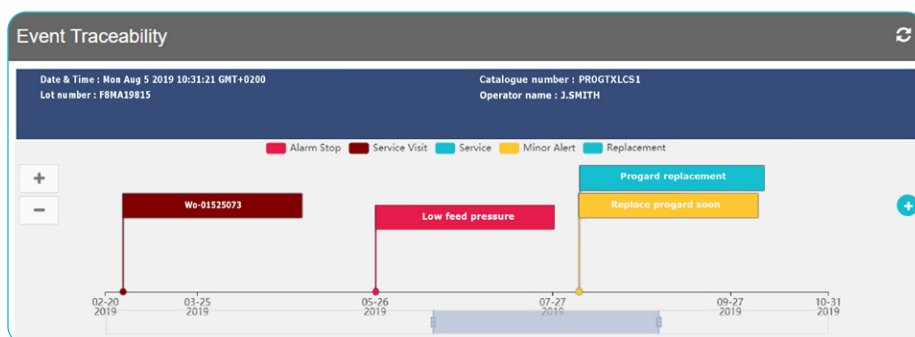 Event Traceability
Date & Time : Mon Aug 5 2019 10:31:21 GMT+0200
Catalogue number : PROGTXLCS1
Lot number : F8MA19815
Operator name : J.SMITH
Alarm Stop Service Visit Service Minor Alert Replacement
+
Progard replacement
Wo-01525073
Replace progard soon
−
+
Low feed pressure
02-20 03-25 05-26 07-27 09-27 10-31
2019 2019 2019 2019 2019 2019